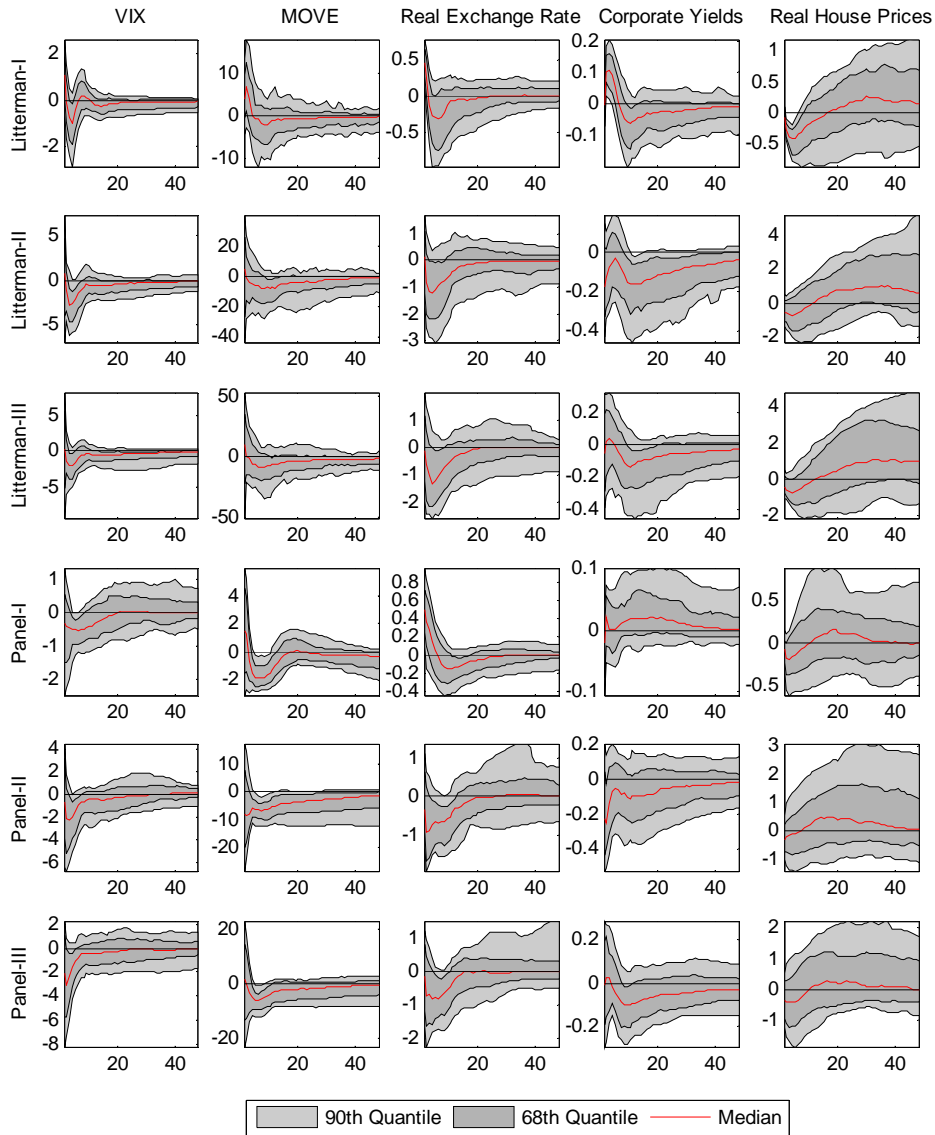 VIX MOVE Real Exchange Rate Corporate Yields Real House Prices
Litterman-I
2 0 -2
10 0 -10
0.5 0 -0.5
0.2 0.1 0 -0.1
1 0.5 0 -0.5
20 40 20 40 20 40 20 40 20 40
Litterman-II
5 0 -5
20 0 -20 -40
1 0 -1 -2 -3
0 -0.2 -0.4
4 2 0 -2
20 40 20 40 20 40 20 40 20 40
Litterman-III
5 0 -5
50 0 -50
2 1 0 -1 -2
0.2 0 -0.2 -0.4
4 2 0 -2
20 40 20 40 20 40 20 40 20 40
Panel-I
1 0 -1 -2
4 2 0 -2
0.8 0.6 0.4 0.2 0 -0.2 -0.4
0.1 0 -0.1
0.5 0 -0.5
20 40 20 40 20 40 20 40 20 40
Panel-II
4 2 0 -2 -4 -6
10 0 -10 -20
1 0 -1
0.2 0 -0.2 -0.4
3 2 1 0 -1
20 40 20 40 20 40 20 40 20 40
Panel-III
2 0 -2 -4 -6 -8
20 0 -20
1 0 -1 -2
0.2 0 -0.2
2 1 0 -1
20 40 20 40 20 40 20 40 20 40
90th Quantile 68th Quantile Median